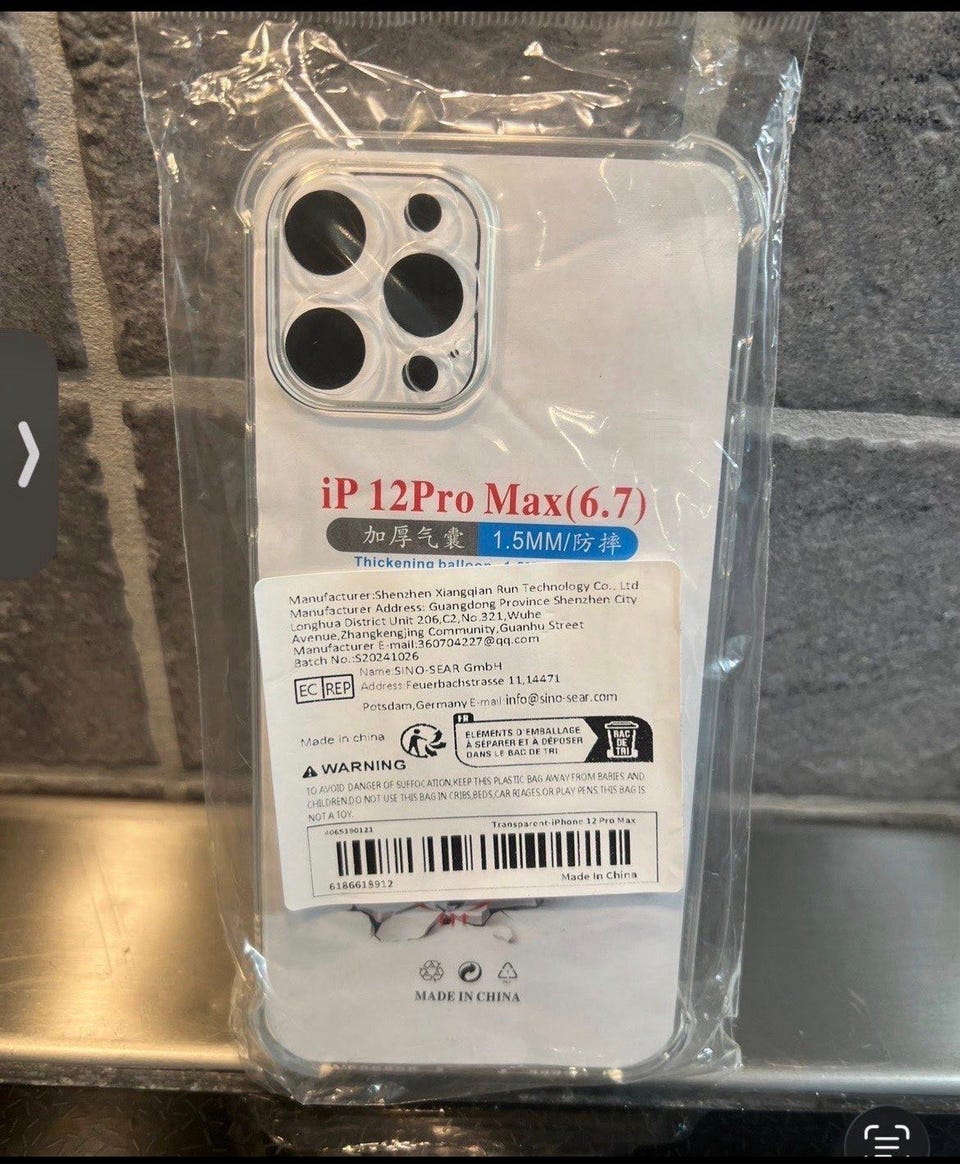 iP 12Pro Max(6.7)
加厚气囊 1.5MM/防摔
Thickening balloon
Manufacturer:Shenzhen Xiangqian Run Technology Co., Ltd
Manufacturer Address: Guangdong Province Shenzhen City
Longhua District Unit 206,C2,No.321,Wuhe
Avenue,Zhangkengjing Community,Guanhu Street
Manufacturer E-mail:360704227@qq.com
Batch No.:S20241026
EC REP
Name:SINO-SEAR GmbH
Address:Feuerbachstrasse 11,14471
Potsdam,Germany E-mail:info@sino-sear.com
Made in china
FR
ÉLÉMENTS D'EMBALLAGE
À SÉPARER ET À DÉPOSER
DANS LE BAC DE TRI
BAC
DE
TRI
WARNING
TO AVOID DANGER OF SUFFOCATION,KEEP THIS PLASTIC BAG AWAY FROM BABIES AND
CHILDREN.DO NOT USE THIS BAG IN CRIBS,BEDS,CAR RIAGES OR PLAY PENS.THIS BAG IS
NOT A TOY.
4065190121
Transparent-iPhone 12 Pro Max
6186618912
Made In China
MADE IN CHINA